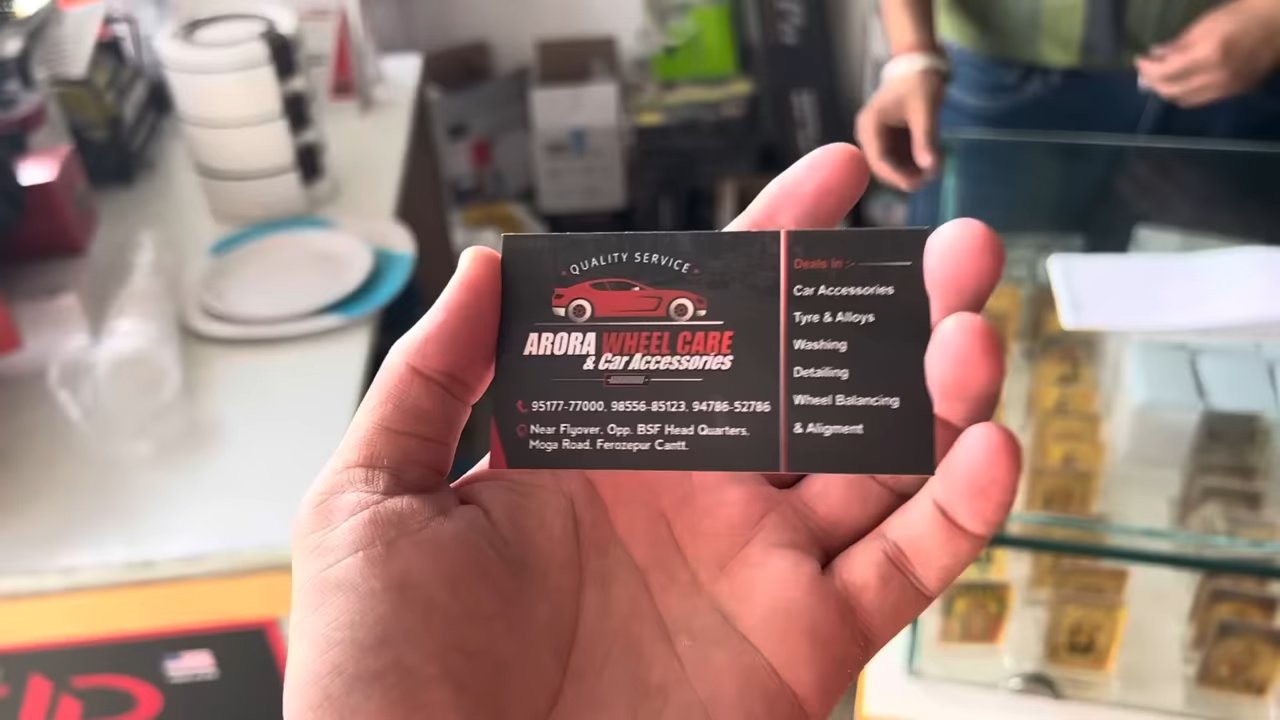 QUALITY SERVICE
ARORA WHEEL CARE
& Car Accessories
95177-77000, 98556-85123, 94786-52786
Near Flyover, Opp. BSF Head Quarters,
Moga Road, Ferozepur Cantt.
Deals in :-
Car Accessories
Tyre & Alloys
Washing
Detailing
Wheel Balancing
& Aligment